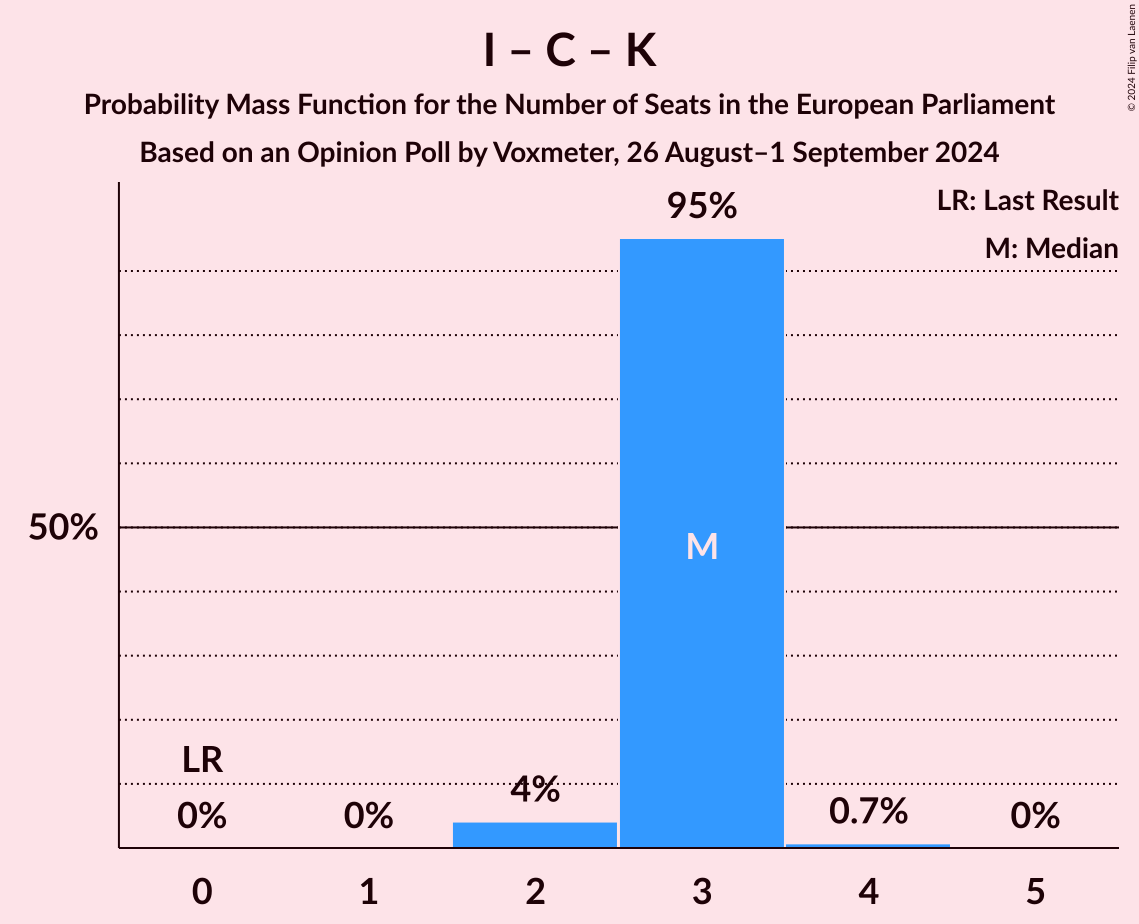 I – C – K
Probability Mass Function for the Number of Seats in the European Parliament
Based on an Opinion Poll by Voxmeter, 26 August–1 September 2024
© 2024 Filip van Laenen
LR: Last Result
M: Median
95%
50%
M
LR
0%
0%
4%
0.7%
0%
0
1
2
3
4
5